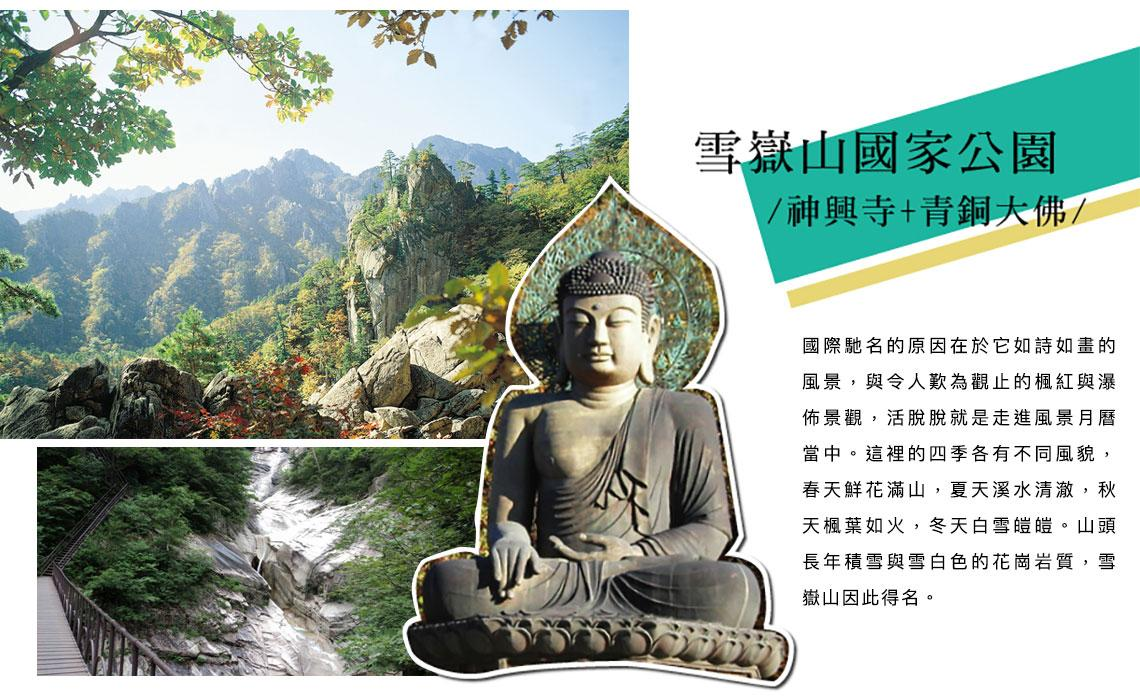 雪嶽山國家公園
/神興寺+青銅大佛/
國際馳名的原因在於它如詩如畫的
風景，與令人歎為觀止的楓紅與瀑
佈景觀，活脫脫就是走進風景月曆
當中。這裡的四季各有不同風貌，
春天鮮花滿山，夏天溪水清澈，秋
天楓葉如火，冬天白雪皚皚。山頭
長年積雪與雪白色的花崗岩質，雪
嶽山因此得名。